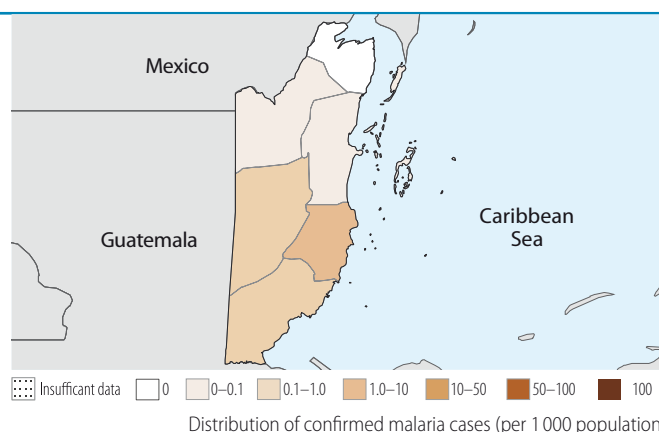 Mexico
Guatemala
Caribbean
Sea
Insufficant data 0 0–0.1 0.1–1.0 1.0–10 10–50 50–100 100
Distribution of confirmed malaria cases (per 1 000 population